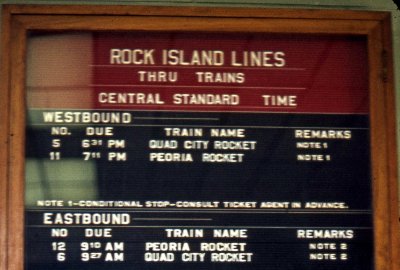 ROCK ISLAND LINES
THRU TRAINS
CENTRAL STANDARD TIME
WESTBOUND
NO. DUE TRAIN NAME REMARKS
5 6 31 PM QUAD CITY ROCKET NOTE 1
11 7 11 PM PEORIA ROCKET NOTE 1
NOTE 1-CONDITIONAL STOP-CONSULT TICKET AGENT IN ADVANCE.
EASTBOUND
NO DUE TRAIN NAME REMARKS
12 9 10 AM PEORIA ROCKET NOTE 2
6 9 27 AM QUAD CITY ROCKET NOTE 2